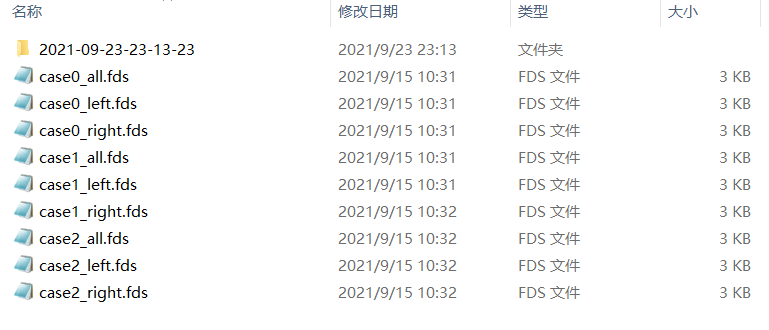 名称 修改日期 类型 大小
2021-09-23-23-13-23 2021/9/23 23:13 文件夹
case0_all.fds 2021/9/15 10:31 FDS 文件 3 KB
case0_left.fds 2021/9/15 10:31 FDS 文件 3 KB
case0_right.fds 2021/9/15 10:31 FDS 文件 3 KB
case1_all.fds 2021/9/15 10:31 FDS 文件 3 KB
case1_left.fds 2021/9/15 10:31 FDS 文件 3 KB
case1_right.fds 2021/9/15 10:32 FDS 文件 3 KB
case2_all.fds 2021/9/15 10:32 FDS 文件 3 KB
case2_left.fds 2021/9/15 10:32 FDS 文件 3 KB
case2_right.fds 2021/9/15 10:32 FDS 文件 3 KB